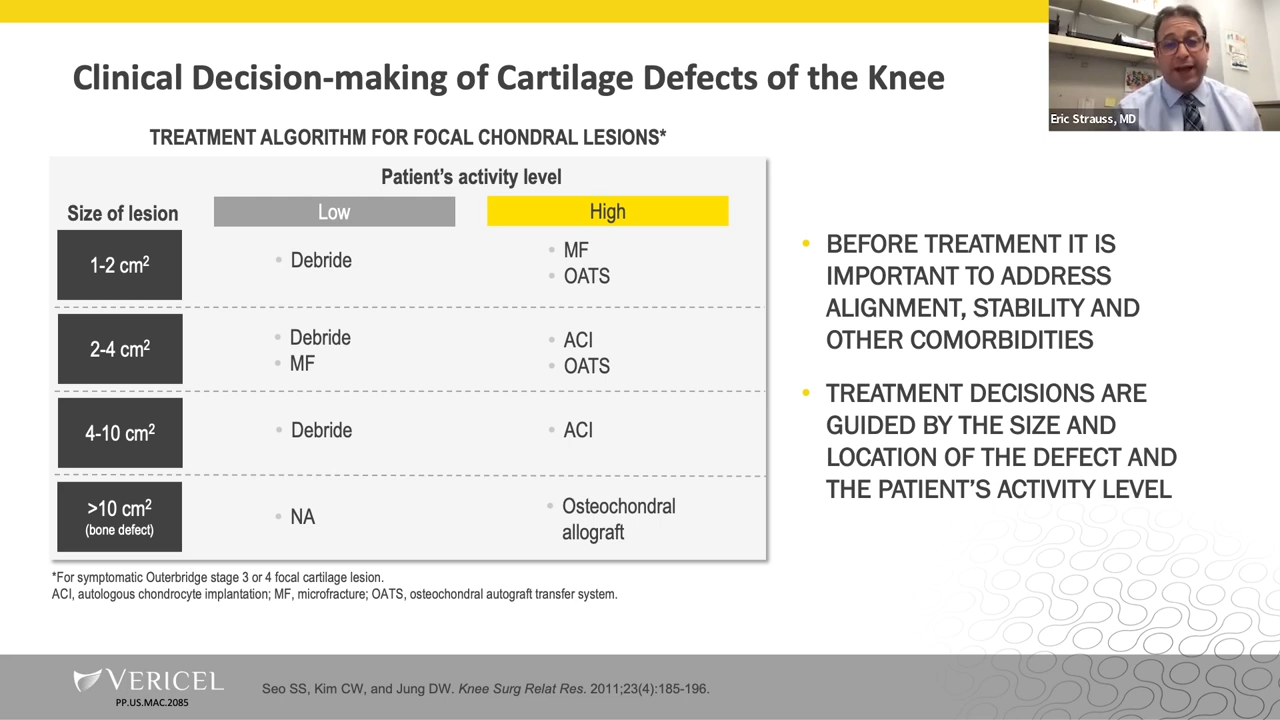 Clinical Decision-making of Cartilage Defects of the Knee
Eric Strauss, MD
TREATMENT ALGORITHM FOR FOCAL CHONDRAL LESIONS*
Patient's activity level
Size of lesion
Low
High
1-2 cm²
• Debride
• MF
• OATS
2-4 cm²
• Debride
• MF
• ACI
• OATS
4-10 cm²
• Debride
• ACI
>10 cm²
(bone defect)
• NA
• Osteochondral
allograft
*For symptomatic Outerbridge stage 3 or 4 focal cartilage lesion.
ACI, autologous chondrocyte implantation; MF, microfracture; OATS, osteochondral autograft transfer system.
• BEFORE TREATMENT IT IS
IMPORTANT TO ADDRESS
ALIGNMENT, STABILITY AND
OTHER COMORBIDITIES
• TREATMENT DECISIONS ARE
GUIDED BY THE SIZE AND
LOCATION OF THE DEFECT AND
THE PATIENT'S ACTIVITY LEVEL
VERICEL
PP.US.MAC.2085
Seo SS, Kim CW, and Jung DW. Knee Surg Relat Res. 2011;23(4):185-196.